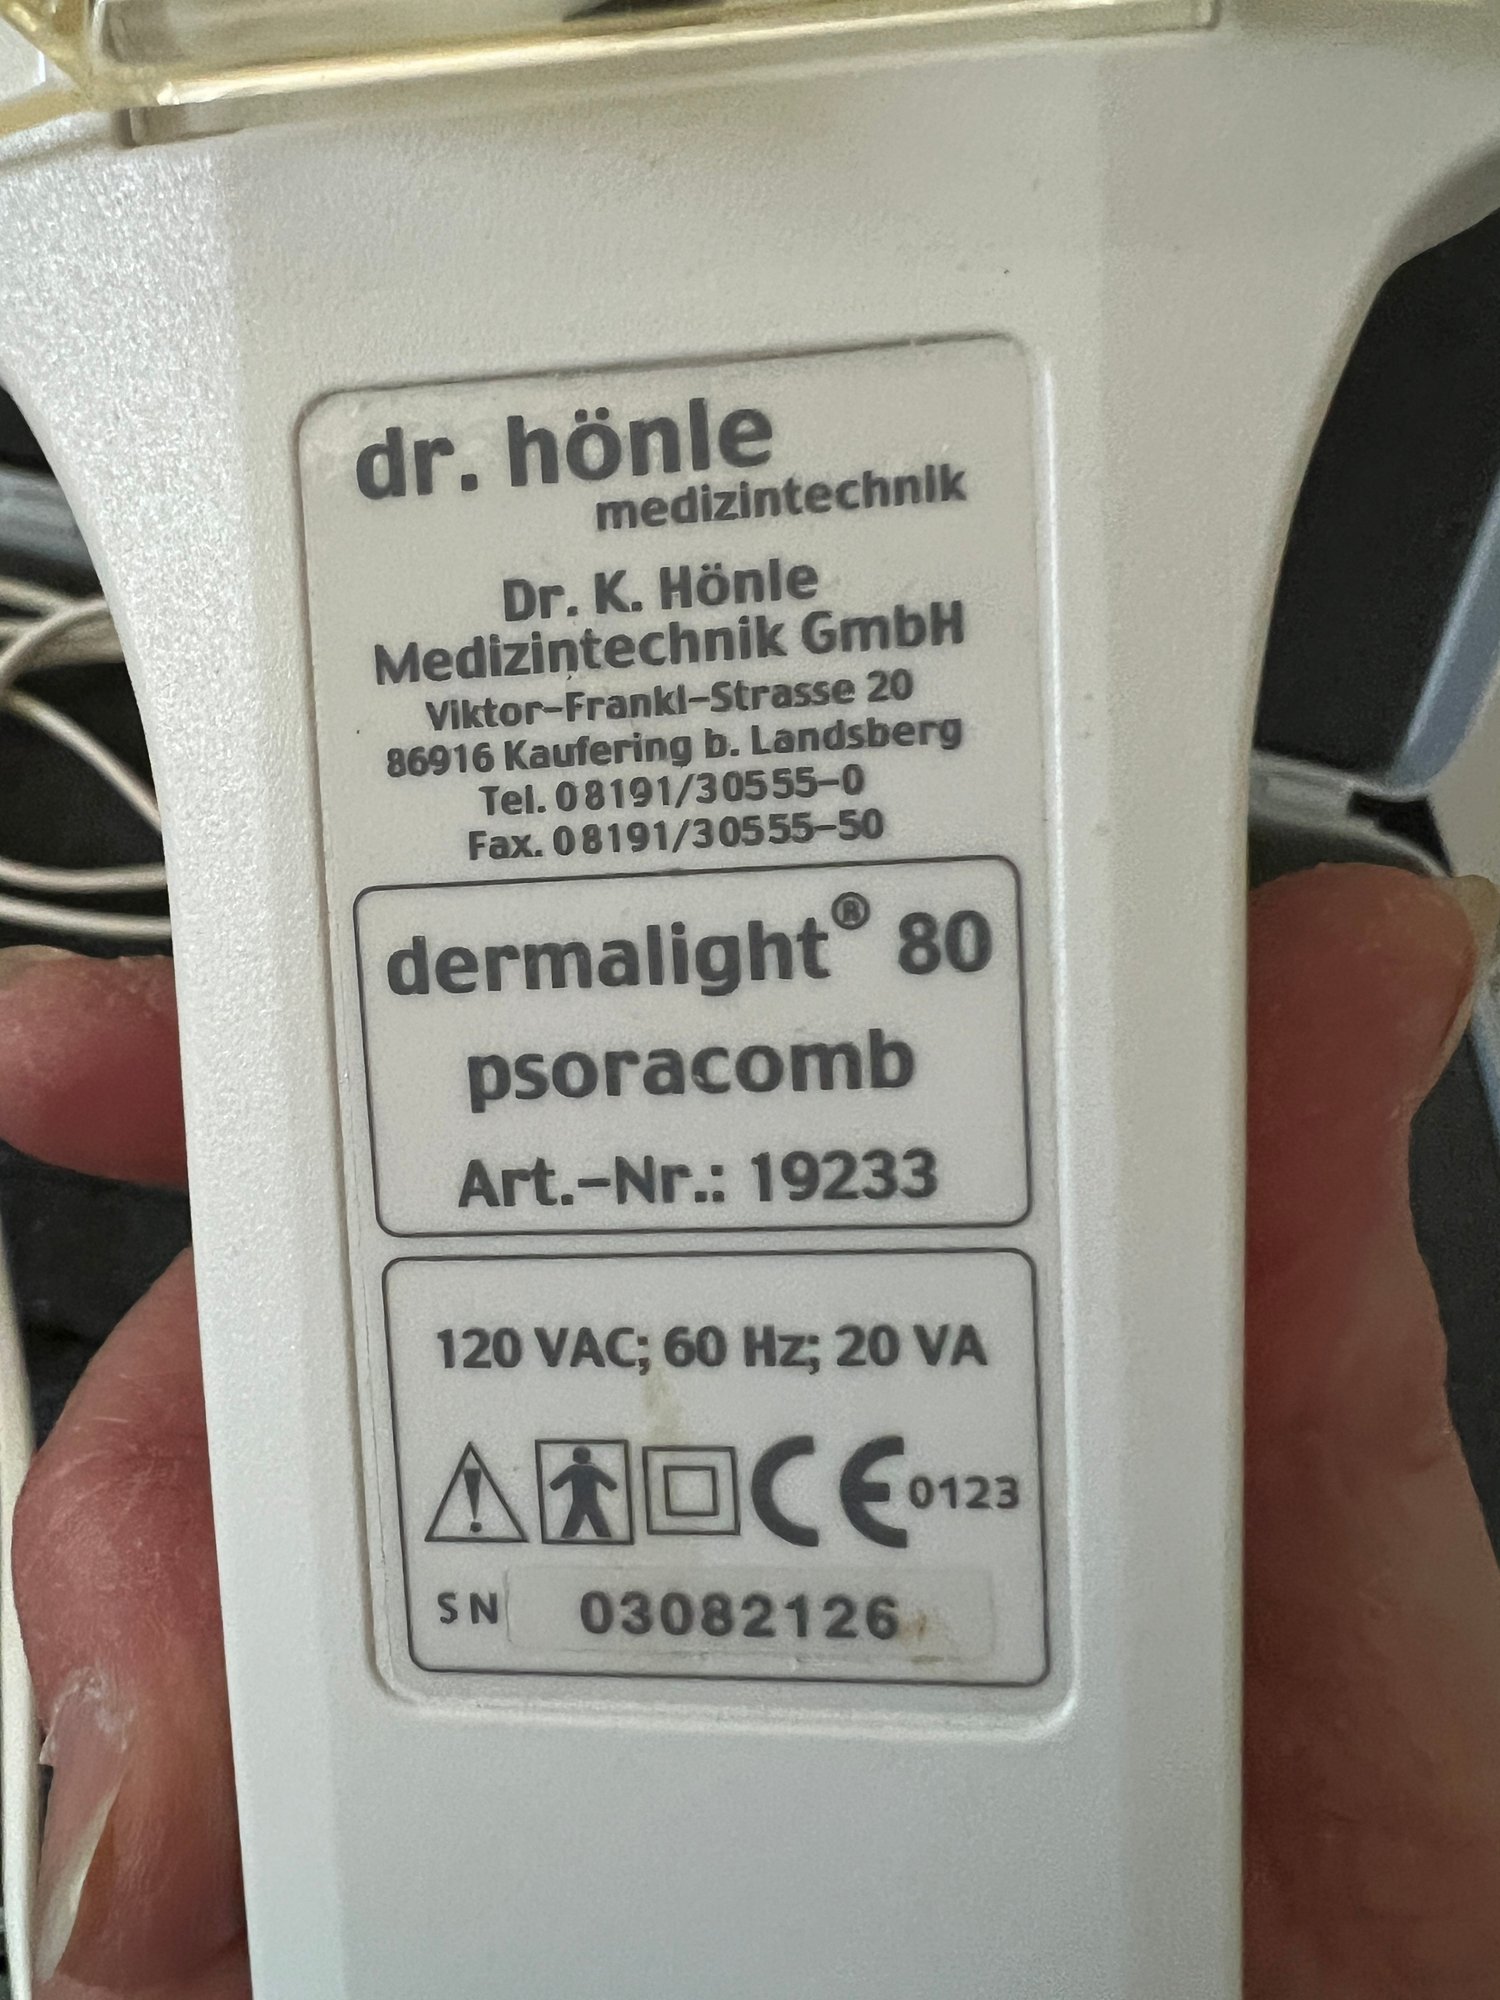 dr. hönle
medizintechnik
Dr. K. Hönle
Medizintechnik GmbH
Viktor-Frankl-Strasse 20
86916 Kaufering b. Landsberg
Tel. 08191/30555-0
Fax. 08191/30555-50
dermalight® 80
psoracomb
Art.-Nr.: 19233
120 VAC; 60 Hz; 20 VA
! CE 0123
SN 03082126